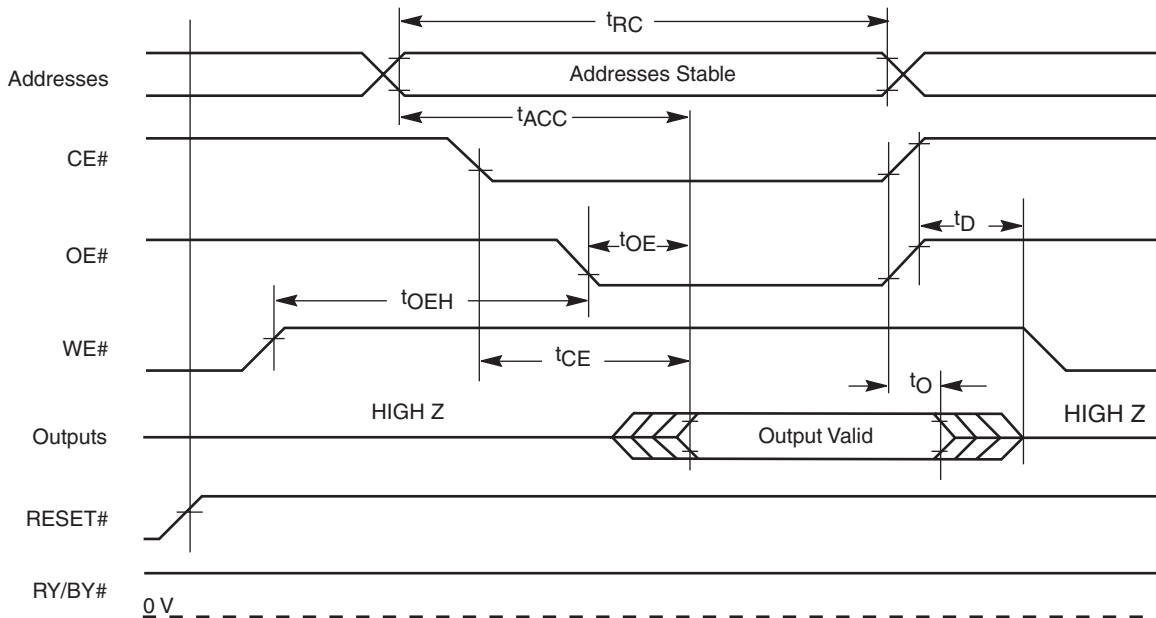 tRC
Addresses
Addresses Stable
tACC
CE#
tD
OE#
tOE
tOEH
WE#
tCE
tO
HIGH Z
HIGH Z
Outputs
Output Valid
RESET#
RY/BY#
0 V